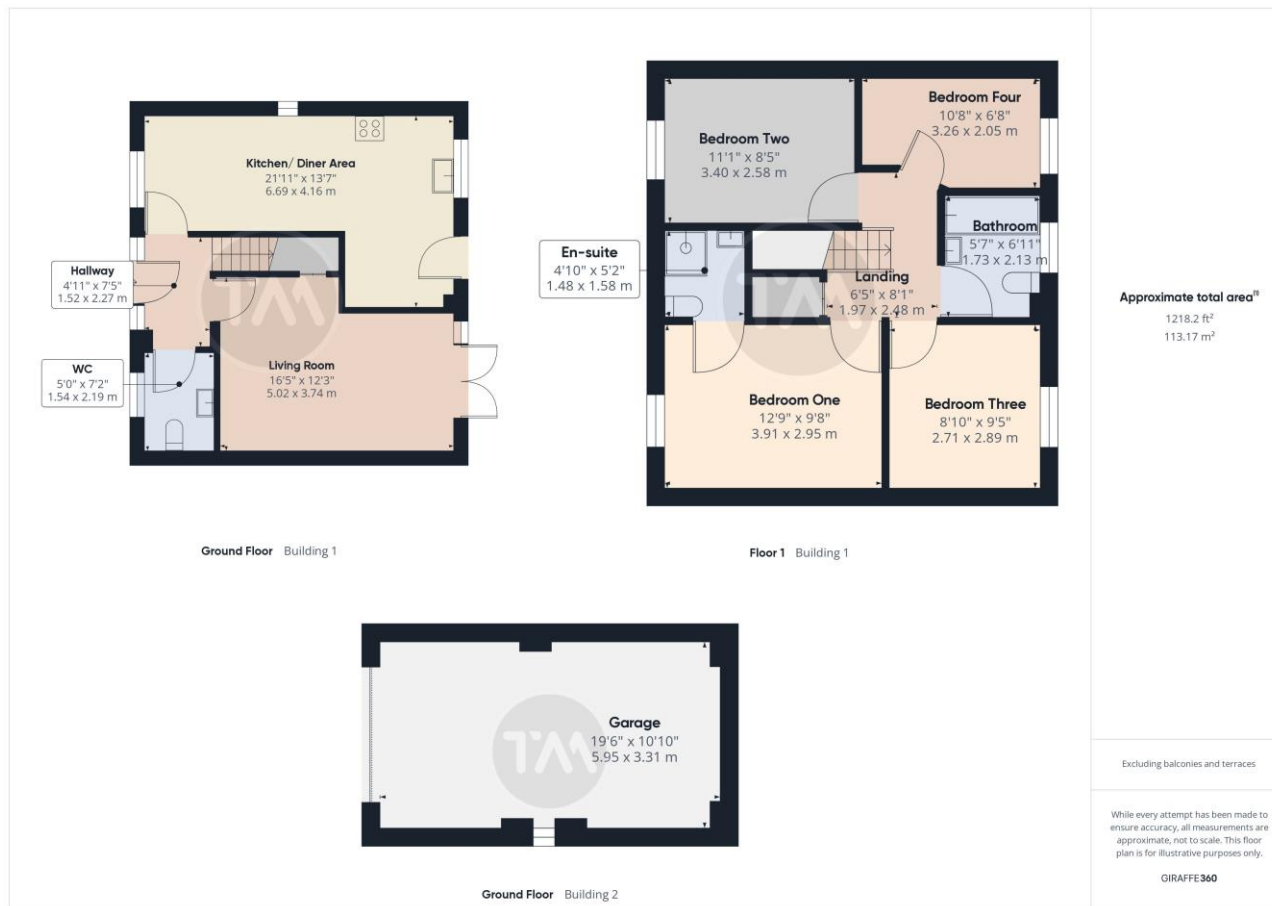 Kitchen/ Diner Area
21'11" x 13'7"
6.69 x 4.16 m
Hallway
4'11" x 7'5"
1.52 x 2.27 m
WC
5'0" x 7'2"
1.54 x 2.19 m
Living Room
16'5" x 12'3"
5.02 x 3.74 m
TM
Ground Floor Building 1
Bedroom Two
11'1" x 8'5"
3.40 x 2.58 m
Bedroom Four
10'8" x 6'8"
3.26 x 2.05 m
En-suite
4'10" x 5'2"
1.48 x 1.58 m
Bathroom
5'7" x 6'11"
1.73 x 2.13 m
Landing
6'5" x 8'1"
1.97 x 2.48 m
TM
Bedroom One
12'9" x 9'8"
3.91 x 2.95 m
Bedroom Three
8'10" x 9'5"
2.71 x 2.89 m
Floor 1 Building 1
Garage
19'6" x 10'10"
5.95 x 3.31 m
TM
Ground Floor Building 2
Approximate total area⁽¹⁾
1218.2 ft²
113.17 m²
Excluding balconies and terraces
While every attempt has been made to
ensure accuracy, all measurements are
approximate, not to scale. This floor
plan is for illustrative purposes only.
GIRAFFE360